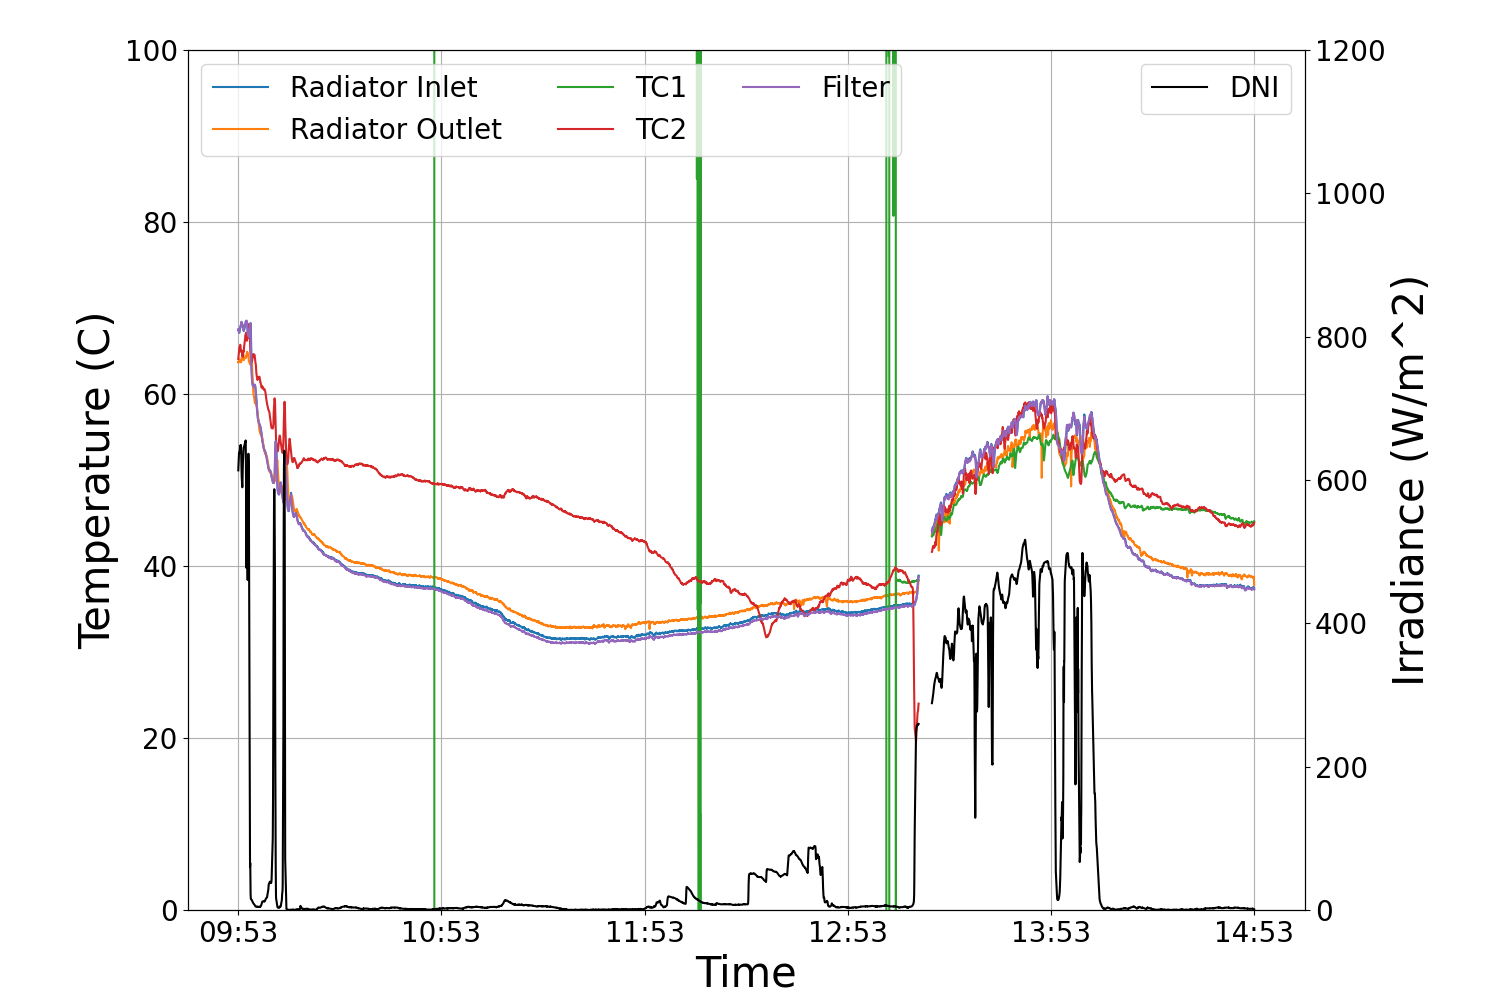 100
80
60
40
20
0
Temperature (C)
Radiator Inlet
Radiator Outlet
TC1
TC2
Filter
DNI
1200
1000
800
600
400
200
0
Irradiance (W/m^2)
09:53 10:53 11:53 12:53 13:53 14:53
Time